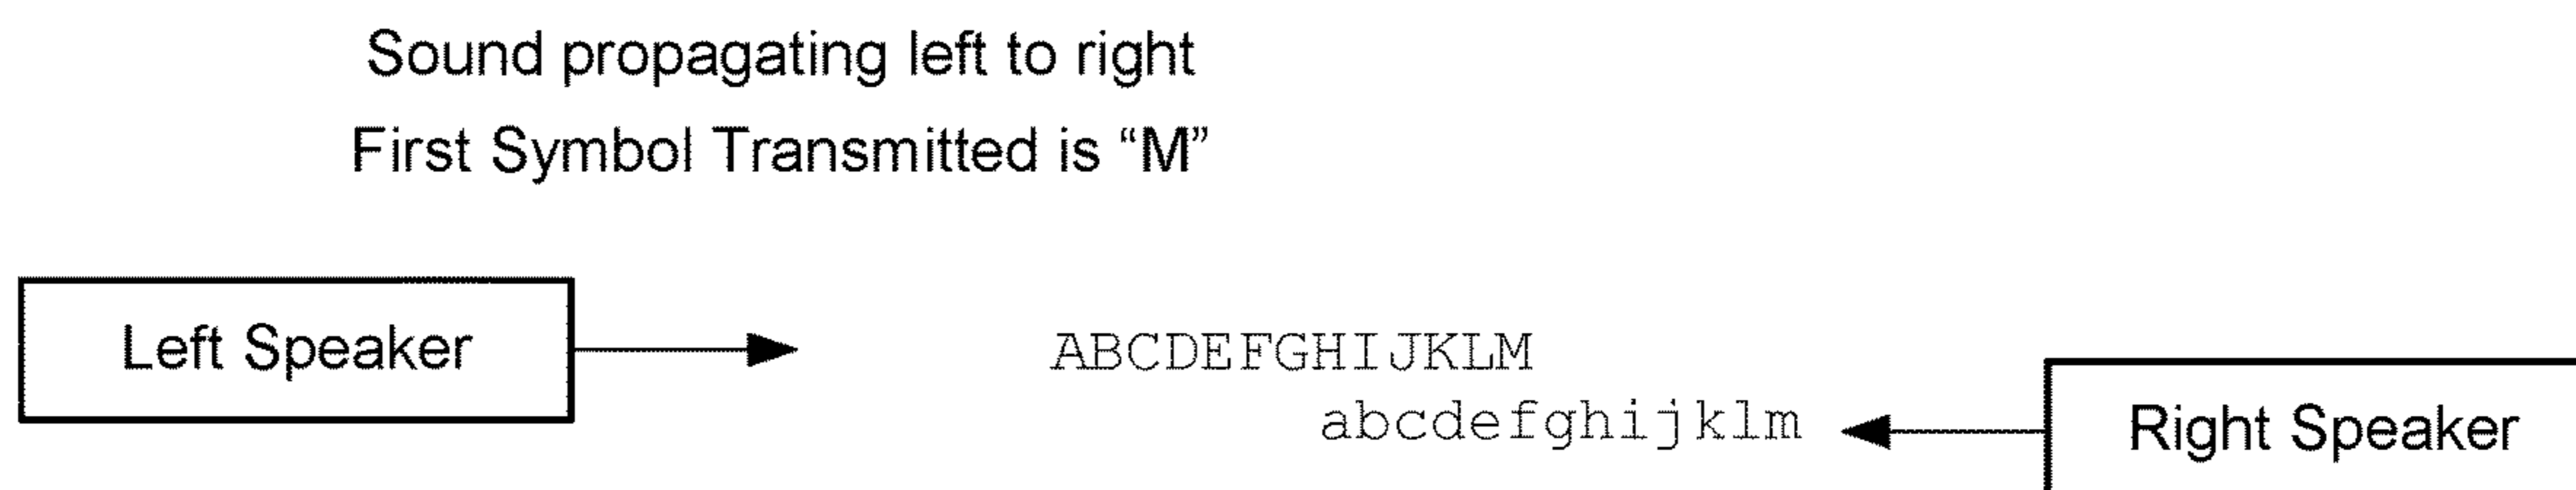 Sound propagating left to right
First Symbol Transmitted is “M”
Left Speaker
ABCDEFGHIJKLM
abcdefghijklm
Right Speaker